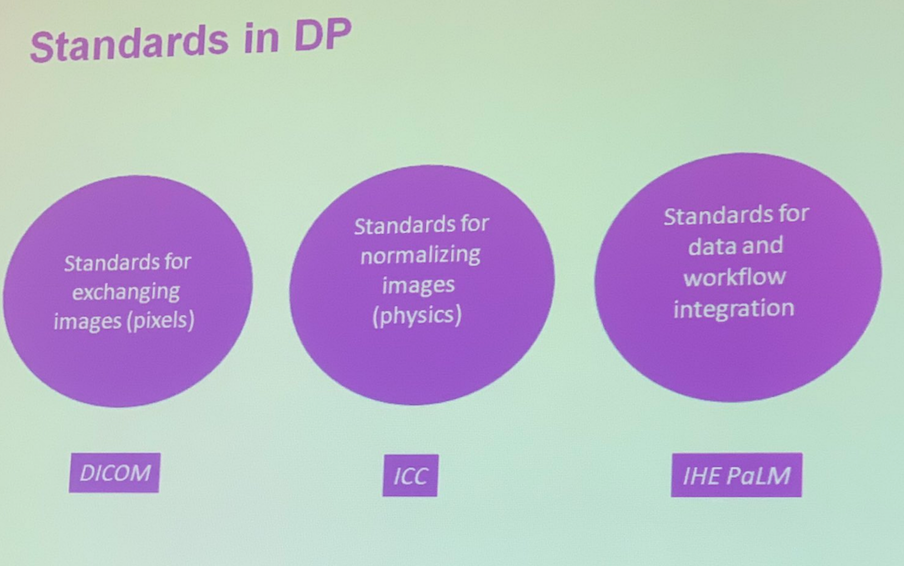 Standards in DP
Standards for
exchanging
images (pixels)
Standards for
normalizing
images
(physics)
Standards for
data and
workflow
integration
DICOM
ICC
IHE PaLM